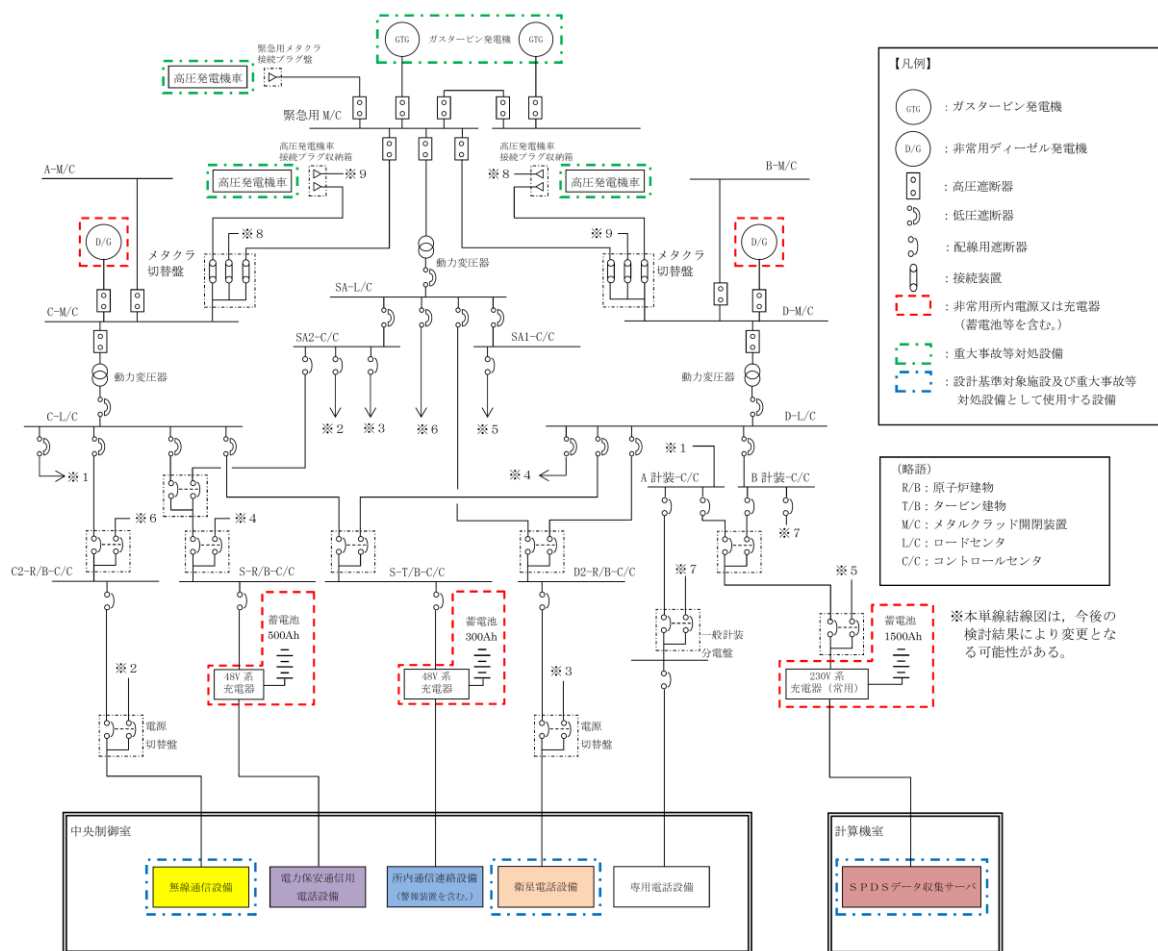 GTG
ガスタービン発電機
GTG
緊急用メタクラ
接続プラグ盤
高圧発電機車
緊急用 M/C
高圧発電機車
接続プラグ収納箱
高圧発電機車
接続プラグ収納箱
A-M/C
高圧発電機車
※9
※8
高圧発電機車
B-M/C
D/G
メタクラ
切替盤
※8
動力変圧器
※9
メタクラ
切替盤
D/G
C-M/C
SA-L/C
D-M/C
動力変圧器
SA2-C/C
SA1-C/C
動力変圧器
C-L/C
※2
※3
※6
※5
D-L/C
※1
※4
※1
A 計装-C/C
B 計装-C/C
※6
※4
※7
C2-R/B-C/C
S-R/B-C/C
S-T/B-C/C
D2-R/B-C/C
※7
※5
蓄電池
500Ah
蓄電池
300Ah
一般計装
分電盤
蓄電池
1500Ah
※2
48V 系
充電器
48V 系
充電器
※3
230V 系
充電器（常用）
電源
切替盤
電源
切替盤
中央制御室
計算機室
無線通信設備
電力保安通信用
電話設備
所内通信連絡設備
（警報装置を含む。）
衛星電話設備
専用電話設備
ＳＰＤＳデータ収集サーバ
【凡例】
GTG
：ガスタービン発電機
D/G
：非常用ディーゼル発電機
：高圧遮断器
：低圧遮断器
：配線用遮断器
：接続装置
：非常用所内電源又は充電器
（蓄電池等を含む。）
：重大事故等対処設備
：設計基準対象施設及び重大事故等
対処設備として使用する設備
（略語）
R/B：原子炉建物
T/B：タービン建物
M/C：メタルクラッド開閉装置
L/C：ロードセンタ
C/C：コントロールセンタ
※本単線結線図は，今後の
検討結果により変更とな
る可能性がある。